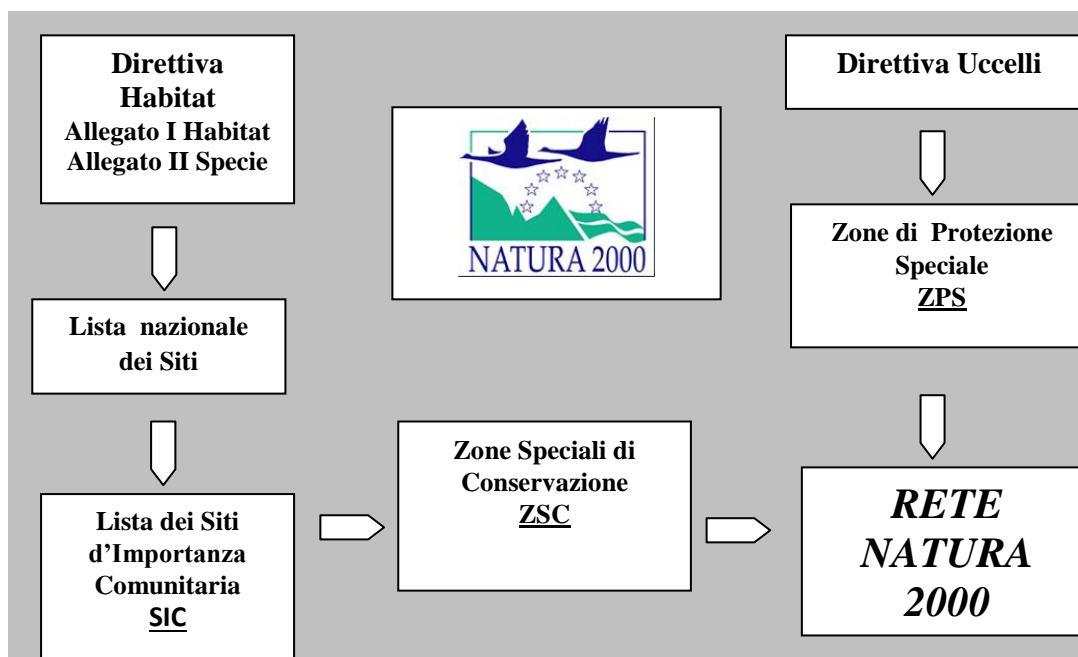 Direttiva
Habitat
Allegato I Habitat
Allegato II Specie
Lista nazionale
dei Siti
Lista dei Siti
d'Importanza
Comunitaria
SIC
NATURA 2000
Zone Speciali di
Conservazione
ZSC
Direttiva Uccelli
Zone di Protezione
Speciale
ZPS
RETE
NATURA
2000